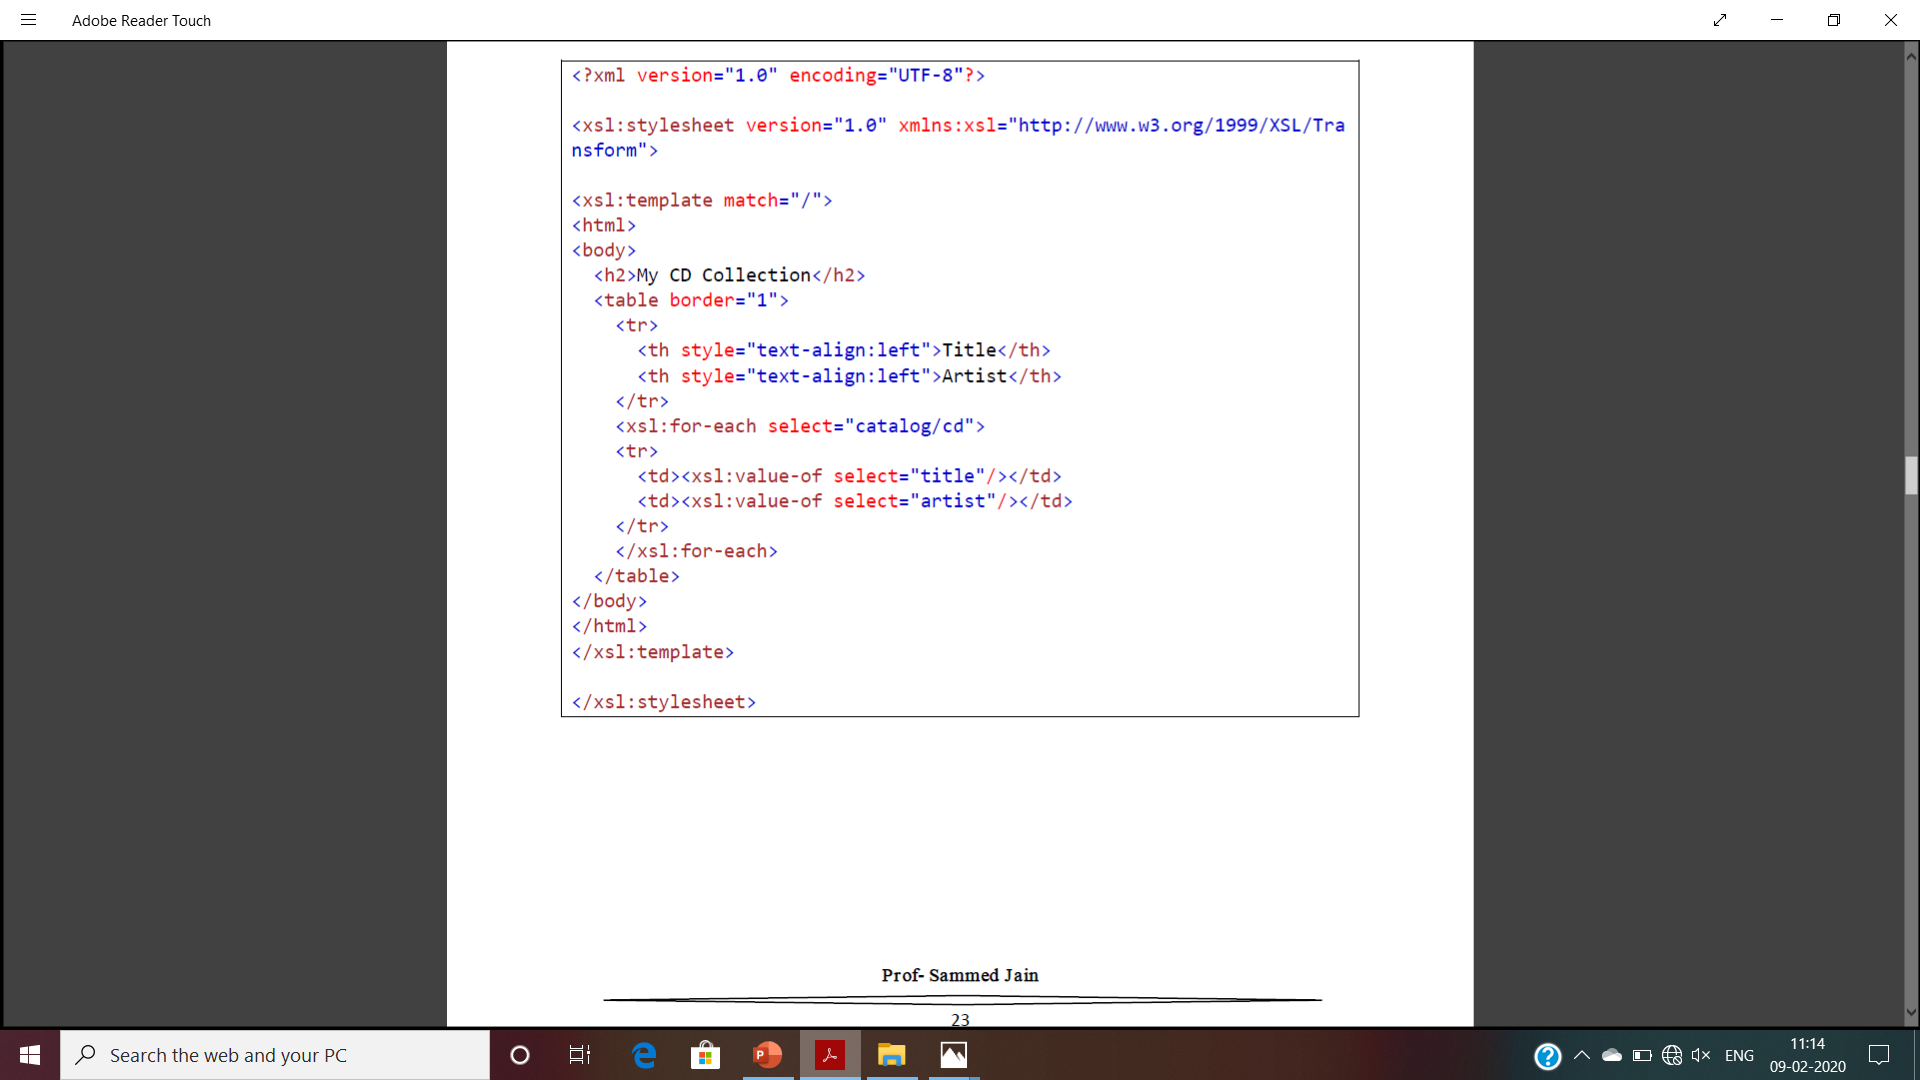 Adobe Reader Touch
<?xml version="1.0" encoding="UTF-8"?>
<xsl:stylesheet version="1.0" xmlns:xsl="http://www.w3.org/1999/XSL/Tra
nsform">
<xsl:template match="/">
<html>
<body>
  <h2>My CD Collection</h2>
  <table border="1">
    <tr>
      <th style="text-align:left">Title</th>
      <th style="text-align:left">Artist</th>
    </tr>
    <xsl:for-each select="catalog/cd">
    <tr>
      <td><xsl:value-of select="title"/></td>
      <td><xsl:value-of select="artist"/></td>
    </tr>
    </xsl:for-each>
  </table>
</body>
</html>
</xsl:template>
</xsl:stylesheet>
Prof- Sammed Jain
23
Search the web and your PC
ENG
11:14
09-02-2020